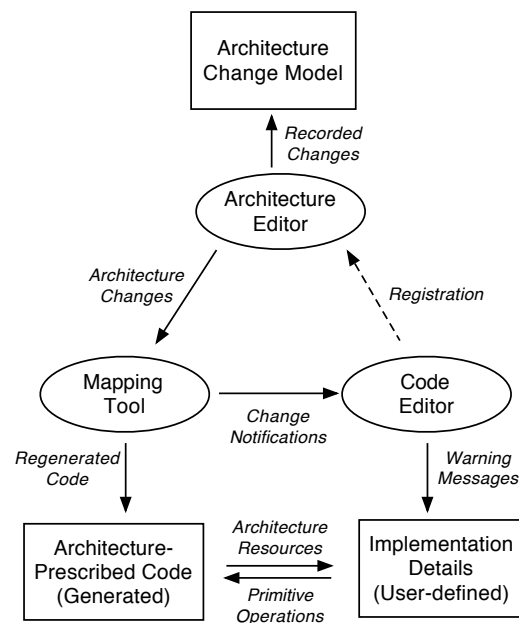 Architecture
Change Model
Recorded
Changes
Architecture
Editor
Architecture
Changes
Registration
Mapping
Tool
Change
Notifications
Code
Editor
Regenerated
Code
Warning
Messages
Architecture-
Prescribed Code
(Generated)
Architecture
Resources
Primitive
Operations
Implementation
Details
(User-defined)